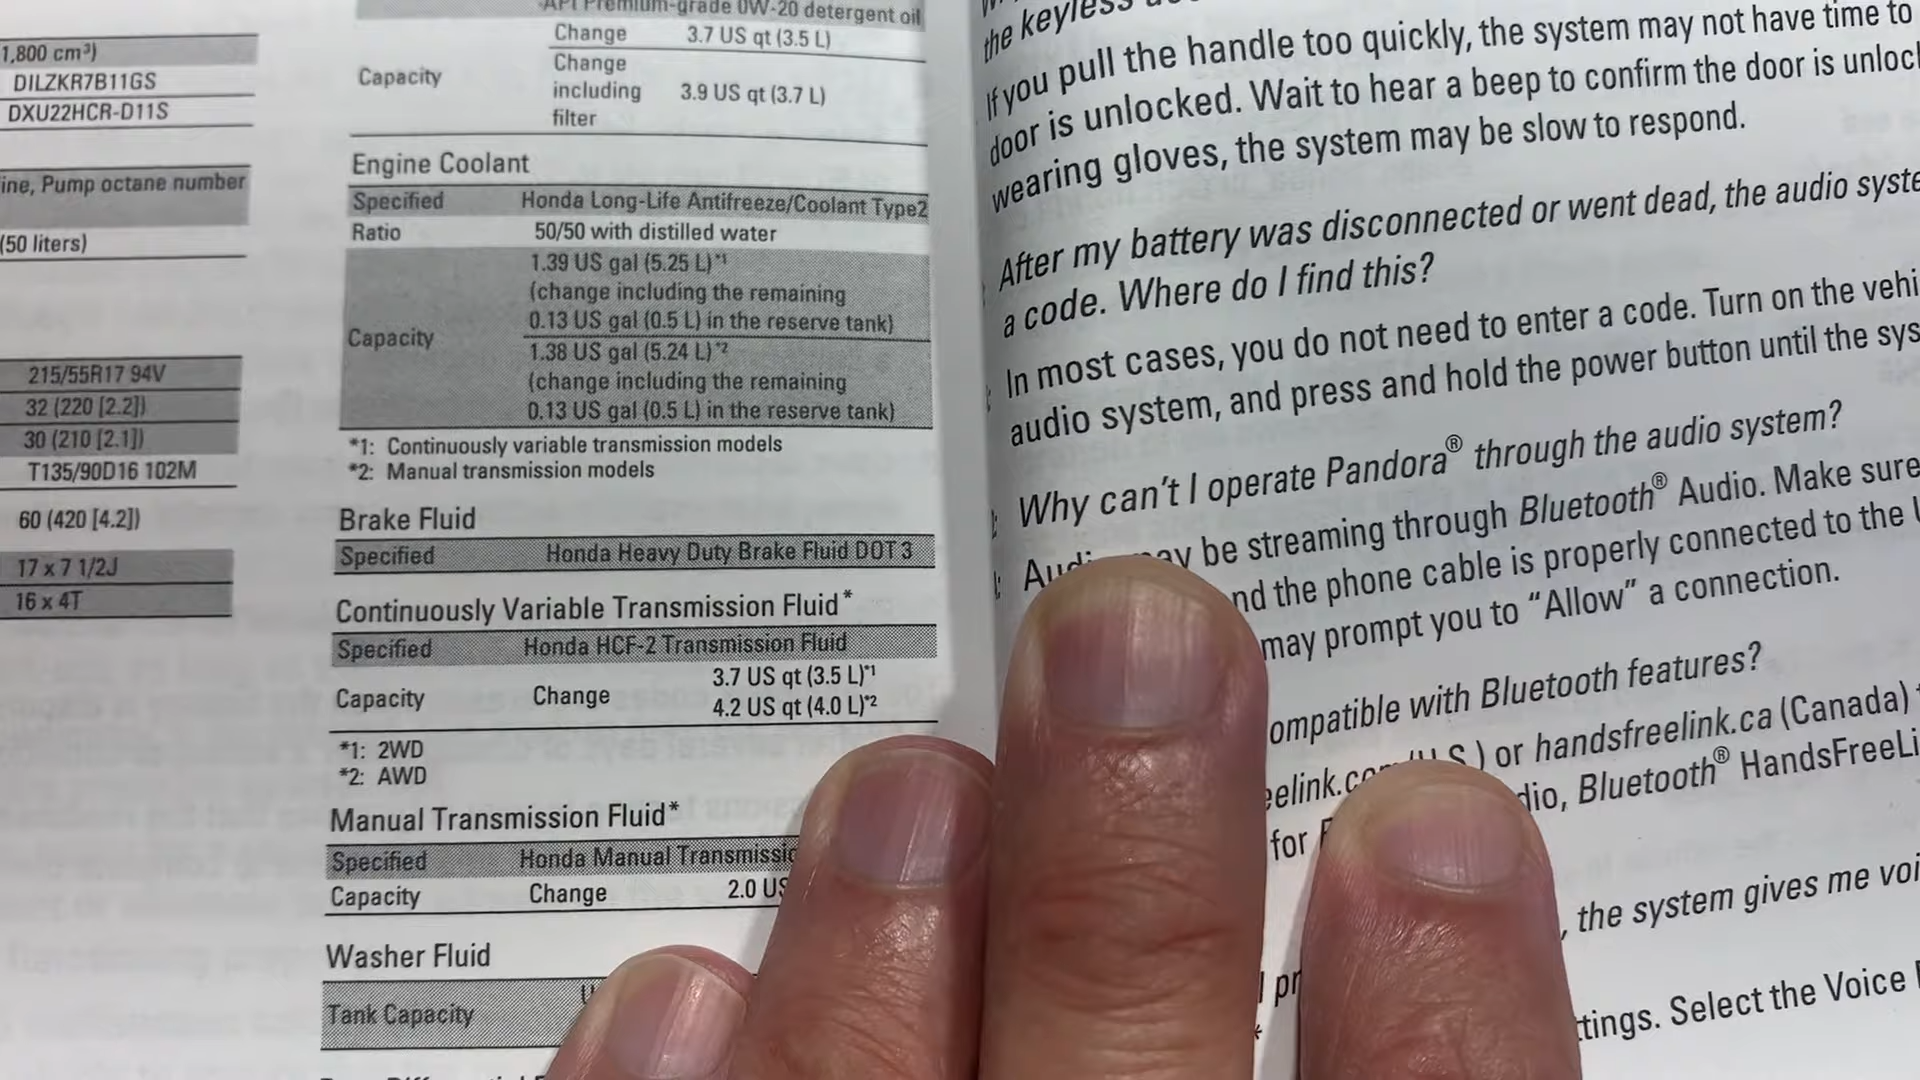 1,800 cm³)
DILZKR7B11GS
DXU22HCR-D11S
ine, Pump octane number
(50 liters)
215/55R17 94V
32 (220 [2.2])
30 (210 [2.1])
T135/90D16 102M
60 (420 [4.2])
17 x 7 1/2J
16 x 4T
API Premium-grade 0W-20 detergent oil
Capacity
Change 3.7 US qt (3.5 L)
Change
including
filter
3.9 US qt (3.7 L)
Engine Coolant
Specified Honda Long-Life Antifreeze/Coolant Type2
Ratio 50/50 with distilled water
Capacity
1.39 US gal (5.25 L)*1
(change including the remaining
0.13 US gal (0.5 L) in the reserve tank)
1.38 US gal (5.24 L)*2
(change including the remaining
0.13 US gal (0.5 L) in the reserve tank)
*1: Continuously variable transmission models
*2: Manual transmission models
Brake Fluid
Specified Honda Heavy Duty Brake Fluid DOT 3
Continuously Variable Transmission Fluid*
Specified Honda HCF-2 Transmission Fluid
Capacity Change
3.7 US qt (3.5 L)*1
4.2 US qt (4.0 L)*2
*1: 2WD
*2: AWD
Manual Transmission Fluid*
Specified Honda Manual Transmissic
Capacity Change 2.0 US
Washer Fluid
Tank Capacity
the keyless
If you pull the handle too quickly, the system may not have time to
door is unlocked. Wait to hear a beep to confirm the door is unloc
wearing gloves, the system may be slow to respond.
After my battery was disconnected or went dead, the audio syste
a code. Where do I find this?
In most cases, you do not need to enter a code. Turn on the vehi
audio system, and press and hold the power button until the sys
Why can't I operate Pandora® through the audio system?
Audio may be streaming through Bluetooth® Audio. Make sure
nd the phone cable is properly connected to the U
may prompt you to "Allow" a connection.
ompatible with Bluetooth features?
eelink.com (U.S.) or handsfreelink.ca (Canada)
for dio, Bluetooth® HandsFreeLi
, the system gives me voi
pr
ttings. Select the Voice